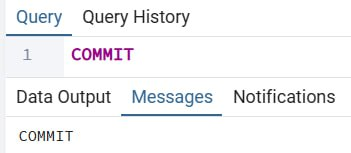 Query Query History
1 COMMIT
Data Output Messages Notifications
COMMIT